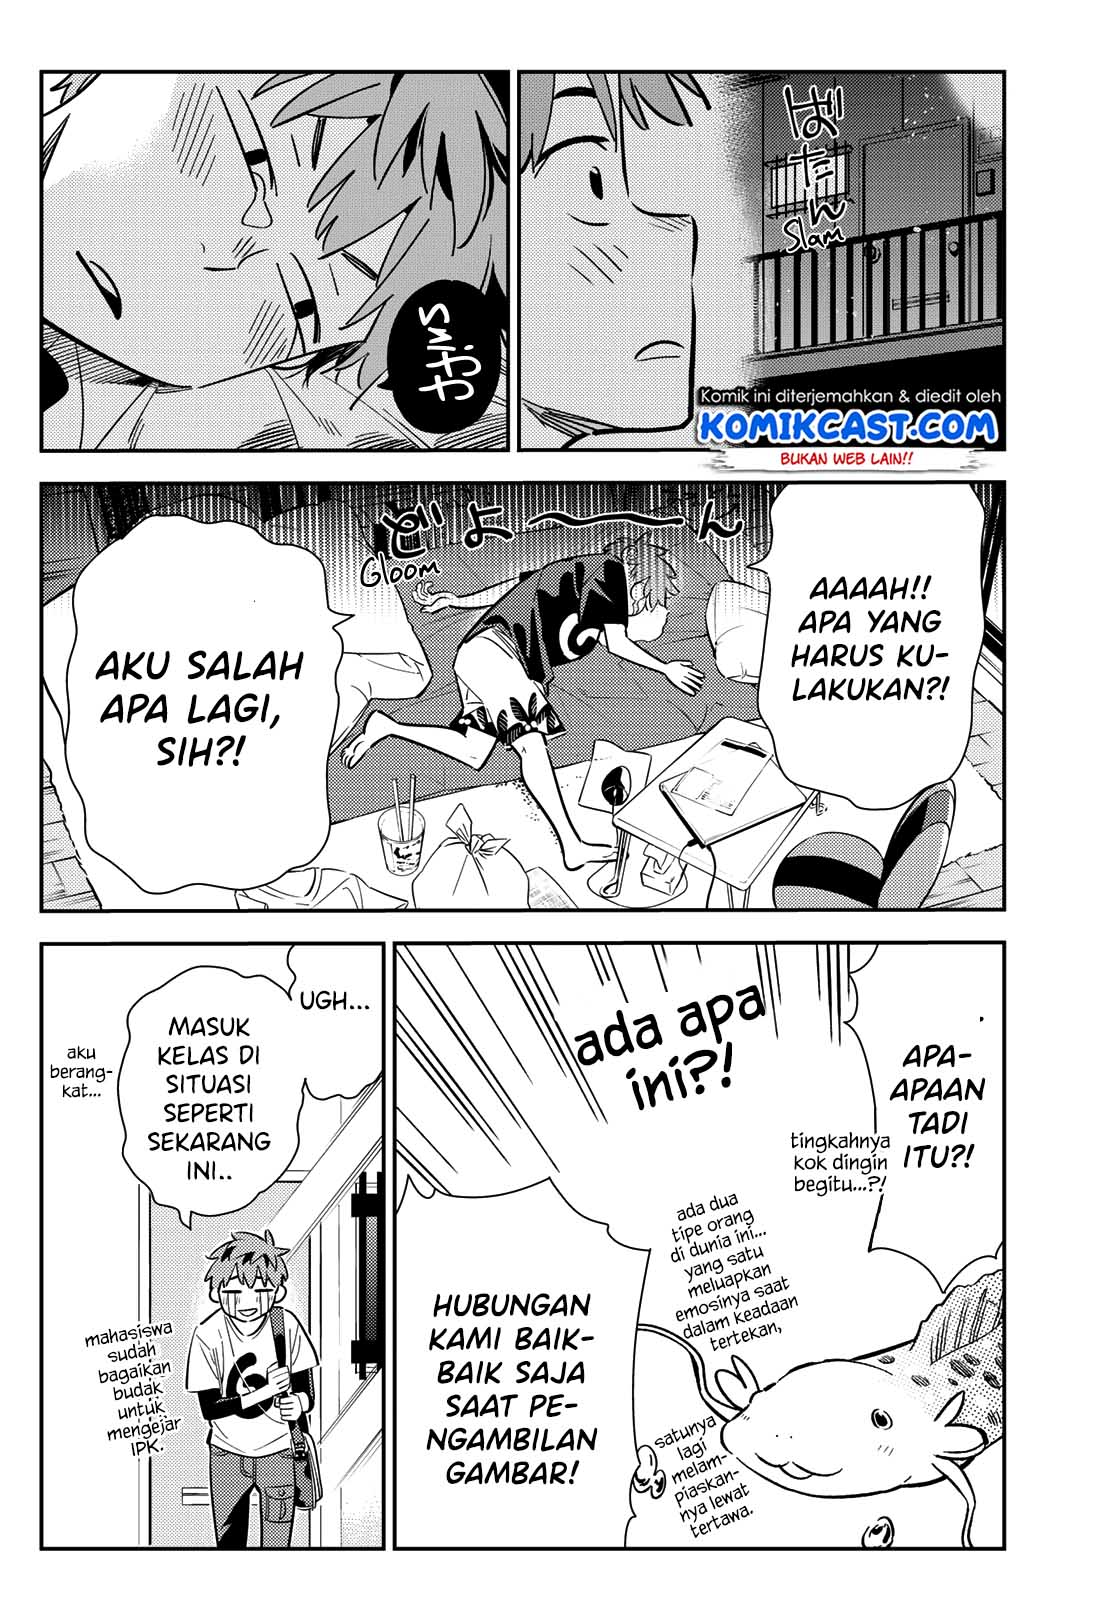 ばたん
Slam
Komik ini diterjemahkan & diedit oleh
KOMIKCAST.COM
BUKAN WEB LAIN!!
AAAAH!!
APA YANG
HARUS KU-
LAKUKAN?!
どよ〜ん
Gloom
AKU SALAH
APA LAGI,
SIH?!
APA-
APAAN
TADI
ITU?!
tingkahnya
kok dingin
begitu...?!
ada apa
ini?!
ada dua
tipe orang
di dunia ini...
yang satu
meluapkan
emosinya saat
dalam keadaan
tertekan,
satunya
lagi
melam-
piaskan-
nya lewat
tertawa.
HUBUNGAN
KAMI BAIK-
BAIK SAJA
SAAT PE-
NGAMBILAN
GAMBAR!
UGH...
MASUK
KELAS DI
SITUASI
SEPERTI
SEKARANG
INI..
aku
berang-
kat...
mahasiswa
sudah
bagaikan
budak
untuk
mengejar
IPK.